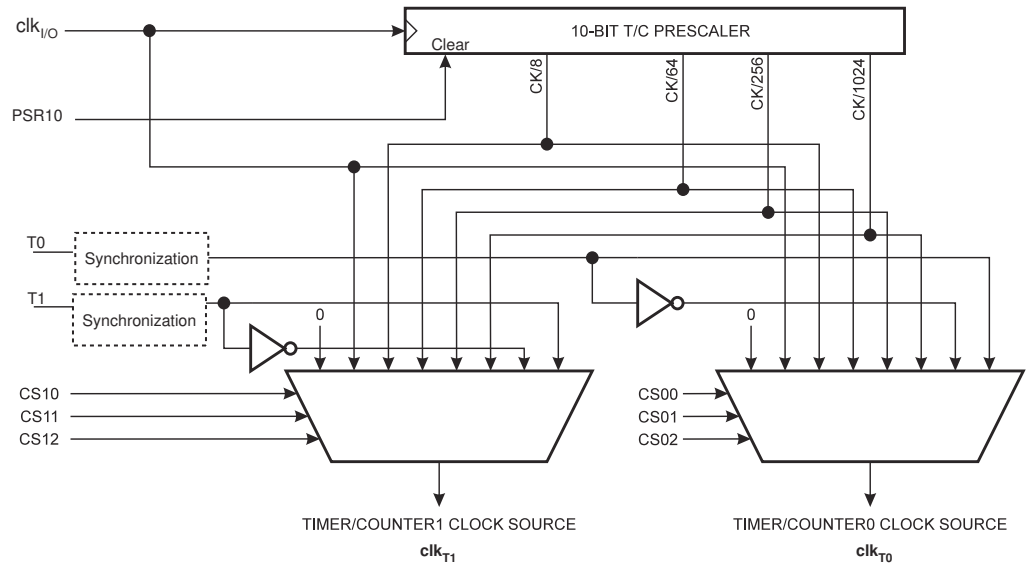 clkI/O
10-BIT T/C PRESCALER
Clear
CK/8
CK/64
CK/256
CK/1024
PSR10
T0
Synchronization
T1
Synchronization
0
0
CS10
CS11
CS12
CS00
CS01
CS02
TIMER/COUNTER1 CLOCK SOURCE
clkT1
TIMER/COUNTER0 CLOCK SOURCE
clkT0